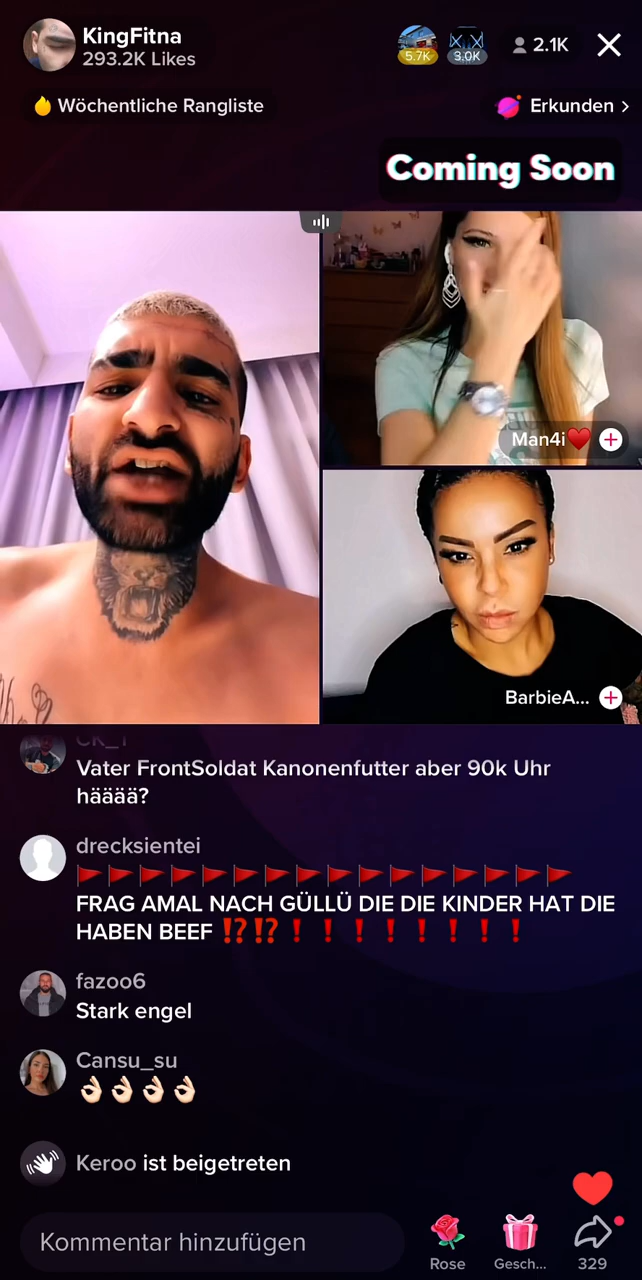 KingFitna
293.2K Likes
5.7K
3.0K
2.1K
Wöchentliche Rangliste
Erkunden >
Coming Soon
Man4i❤️
BarbieA...
Vater FrontSoldat Kanonenfutter aber 90k Uhr
hääää?
drecksientei
🚩🚩🚩🚩🚩🚩🚩🚩🚩🚩🚩🚩🚩🚩🚩🚩
FRAG AMAL NACH GÜLLÜ DIE DIE KINDER HAT DIE
HABEN BEEF ⁉️⁉️❗❗❗❗❗❗❗❗
fazoo6
Stark engel
Cansu_su
👌🏻👌🏻👌🏻👌🏻
Keroo ist beigetreten
Kommentar hinzufügen
Rose
Gesch...
329